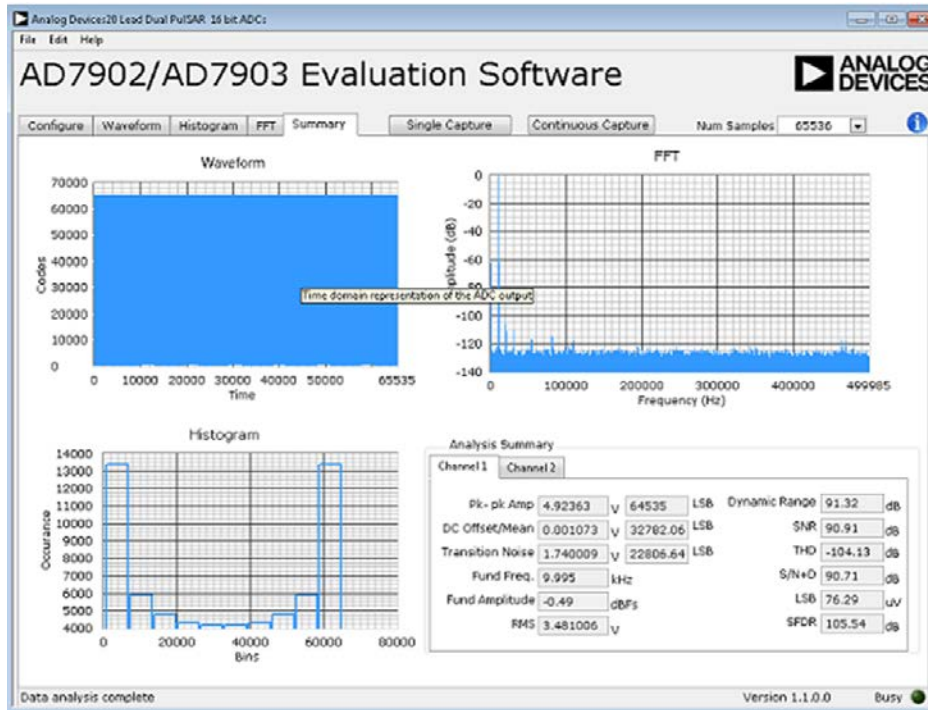 Analog Devices20 Lead Dual PulSAR 16 bit ADCs
File Edit Help
AD7902/AD7903 Evaluation Software
ANALOG
DEVICES
Configure Waveform Histogram FFT Summary Single Capture Continuous Capture Num Samples 65536
Waveform
70000
60000
50000
40000
30000
20000
10000
0
Codes
0 10000 20000 30000 40000 50000 65535
Time
Time domain representation of the ADC output
FFT
0
-20
-40
-60
-100
-120
-140
(dB)
0 100000 200000 300000 400000 499985
Frequency (Hz)
Histogram
14000
13000
12000
11000
10000
9000
8000
7000
6000
5000
4000
Occurance
0 20000 40000 60000 80000
Bins
Analysis Summary
Channel 1 Channel 2
Pk- pk Amp 4.92363 V 64535 LSB Dynamic Range 91.32 dB
DC Offset/Mean 0.001073 V 32782.06 LSB SNR 90.91 dB
Transition Noise 1.740009 V 22806.64 LSB THD -104.13 dB
Fund Freq. 9.995 kHz S/N+D 90.71 dB
Fund Amplitude -0.49 dBFs LSB 76.29 uV
RMS 3.481006 V SFDR 105.54 dB
Data analysis complete Version 1.1.0.0 Busy